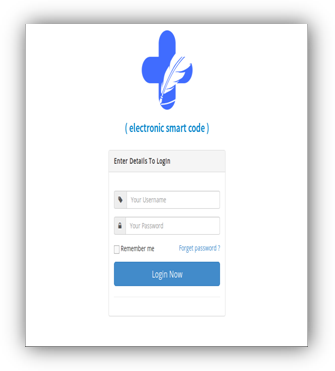 ( electronic smart code )
Enter Details To Login
Your Username
Your Password
Remember me
Forget password ?
Login Now